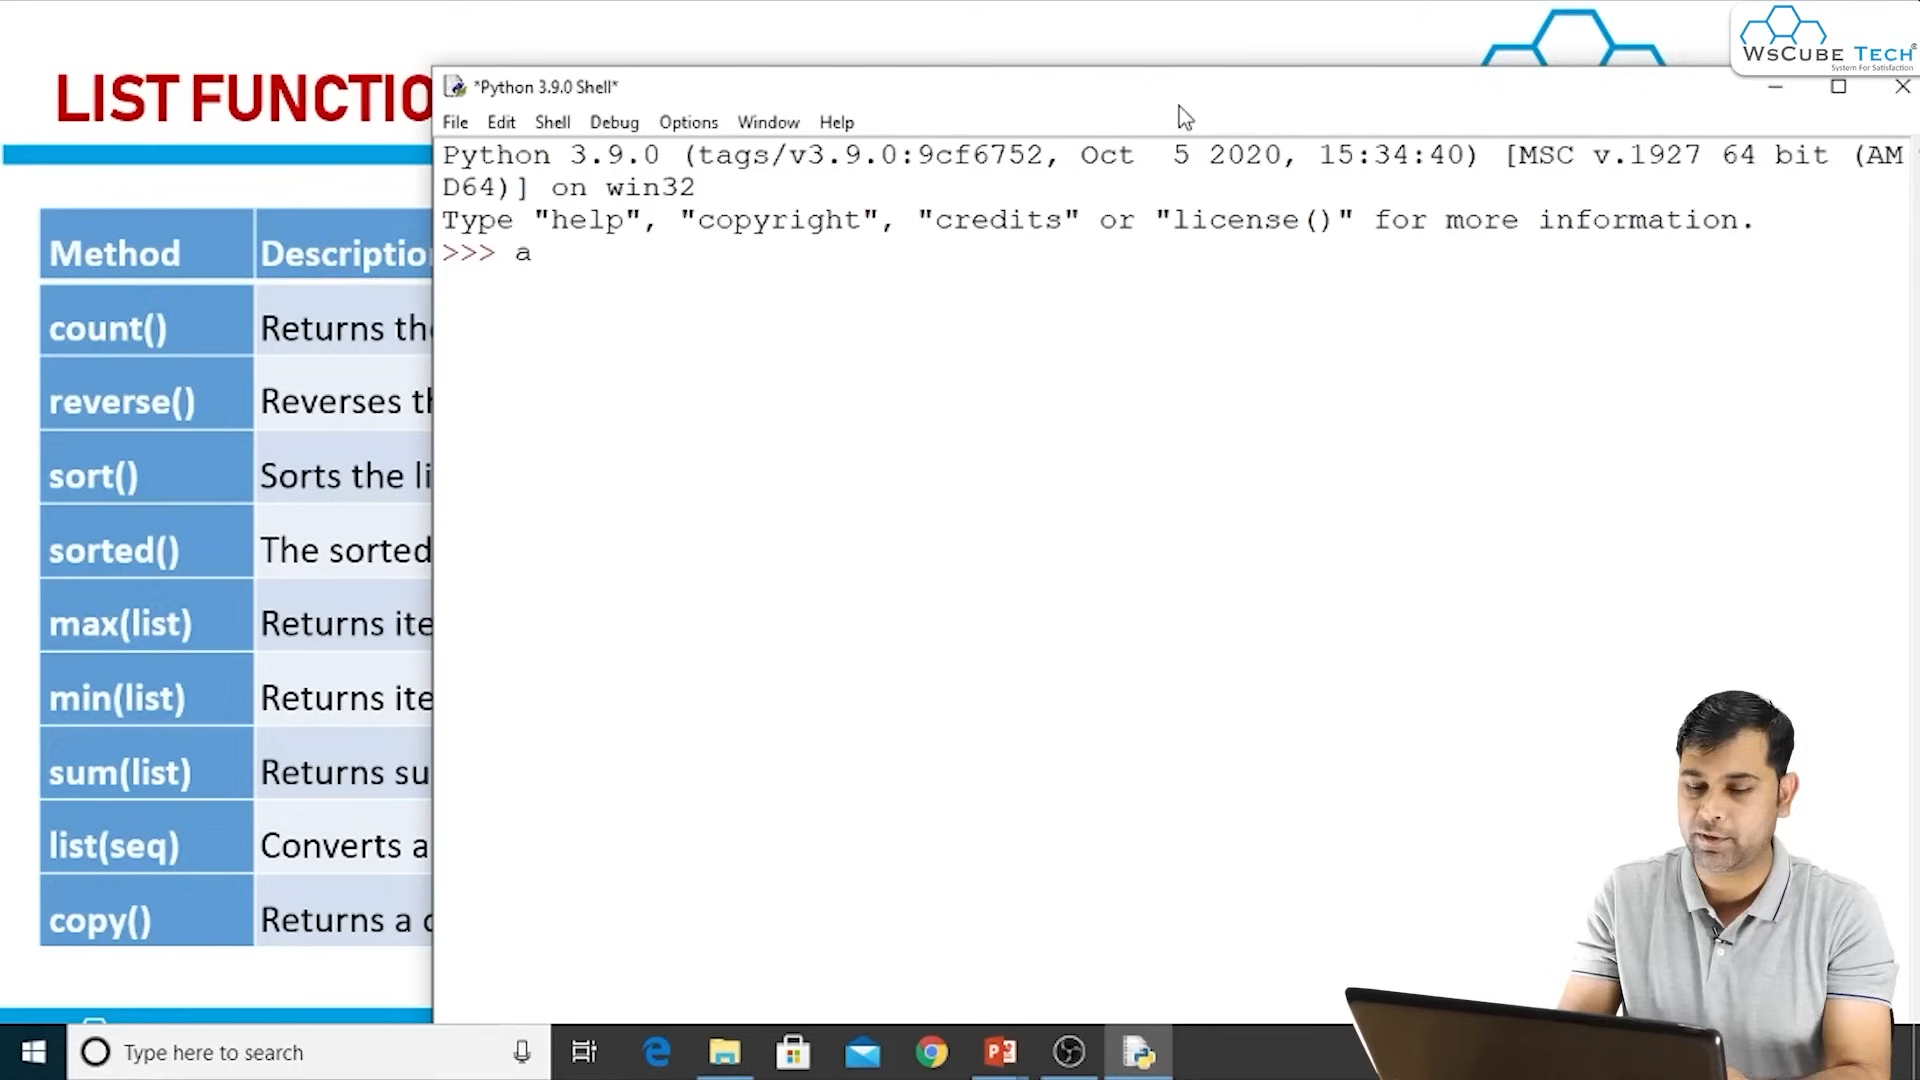 WsCube Tech®
System For Satisfaction
LIST FUNCTIO
*Python 3.9.0 Shell*
File Edit Shell Debug Options Window Help
Python 3.9.0 (tags/v3.9.0:9cf6752, Oct  5 2020, 15:34:40) [MSC v.1927 64 bit (AM
D64)] on win32
Type "help", "copyright", "credits" or "license()" for more information.
>>> a
Method Descriptio
count() Returns the
reverse() Reverses th
sort() Sorts the li
sorted() The sorted
max(list) Returns ite
min(list) Returns ite
sum(list) Returns su
list(seq) Converts a
copy() Returns a c
Type here to search